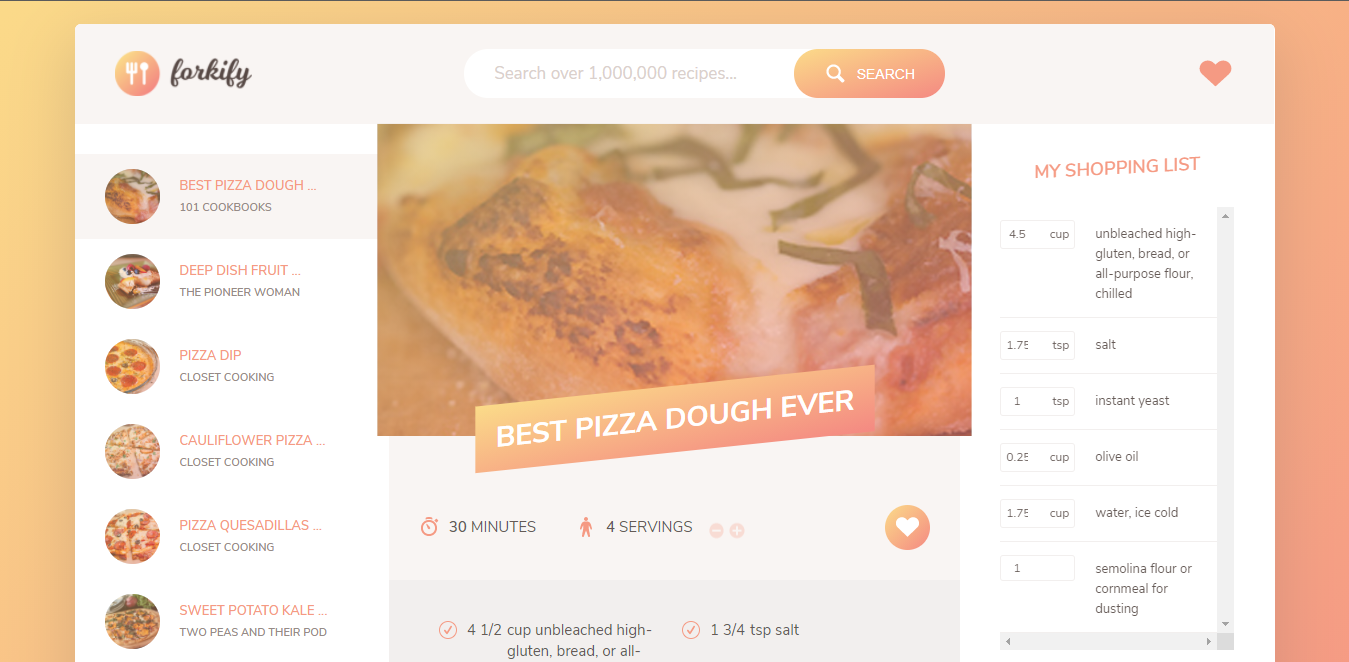 forkify
Search over 1,000,000 recipes...
SEARCH
BEST PIZZA DOUGH ...
101 COOKBOOKS
DEEP DISH FRUIT ...
THE PIONEER WOMAN
PIZZA DIP
CLOSET COOKING
CAULIFLOWER PIZZA ...
CLOSET COOKING
PIZZA QUESADILLAS ...
CLOSET COOKING
SWEET POTATO KALE ...
TWO PEAS AND THEIR POD
BEST PIZZA DOUGH EVER
30 MINUTES
4 SERVINGS
4 1/2 cup unbleached high-
gluten, bread, or all-
1 3/4 tsp salt
MY SHOPPING LIST
4.5 cup unbleached high-
gluten, bread, or
all-purpose flour,
chilled
1.75 tsp salt
1 tsp instant yeast
0.25 cup olive oil
1.75 cup water, ice cold
1 semolina flour or
cornmeal for
dusting